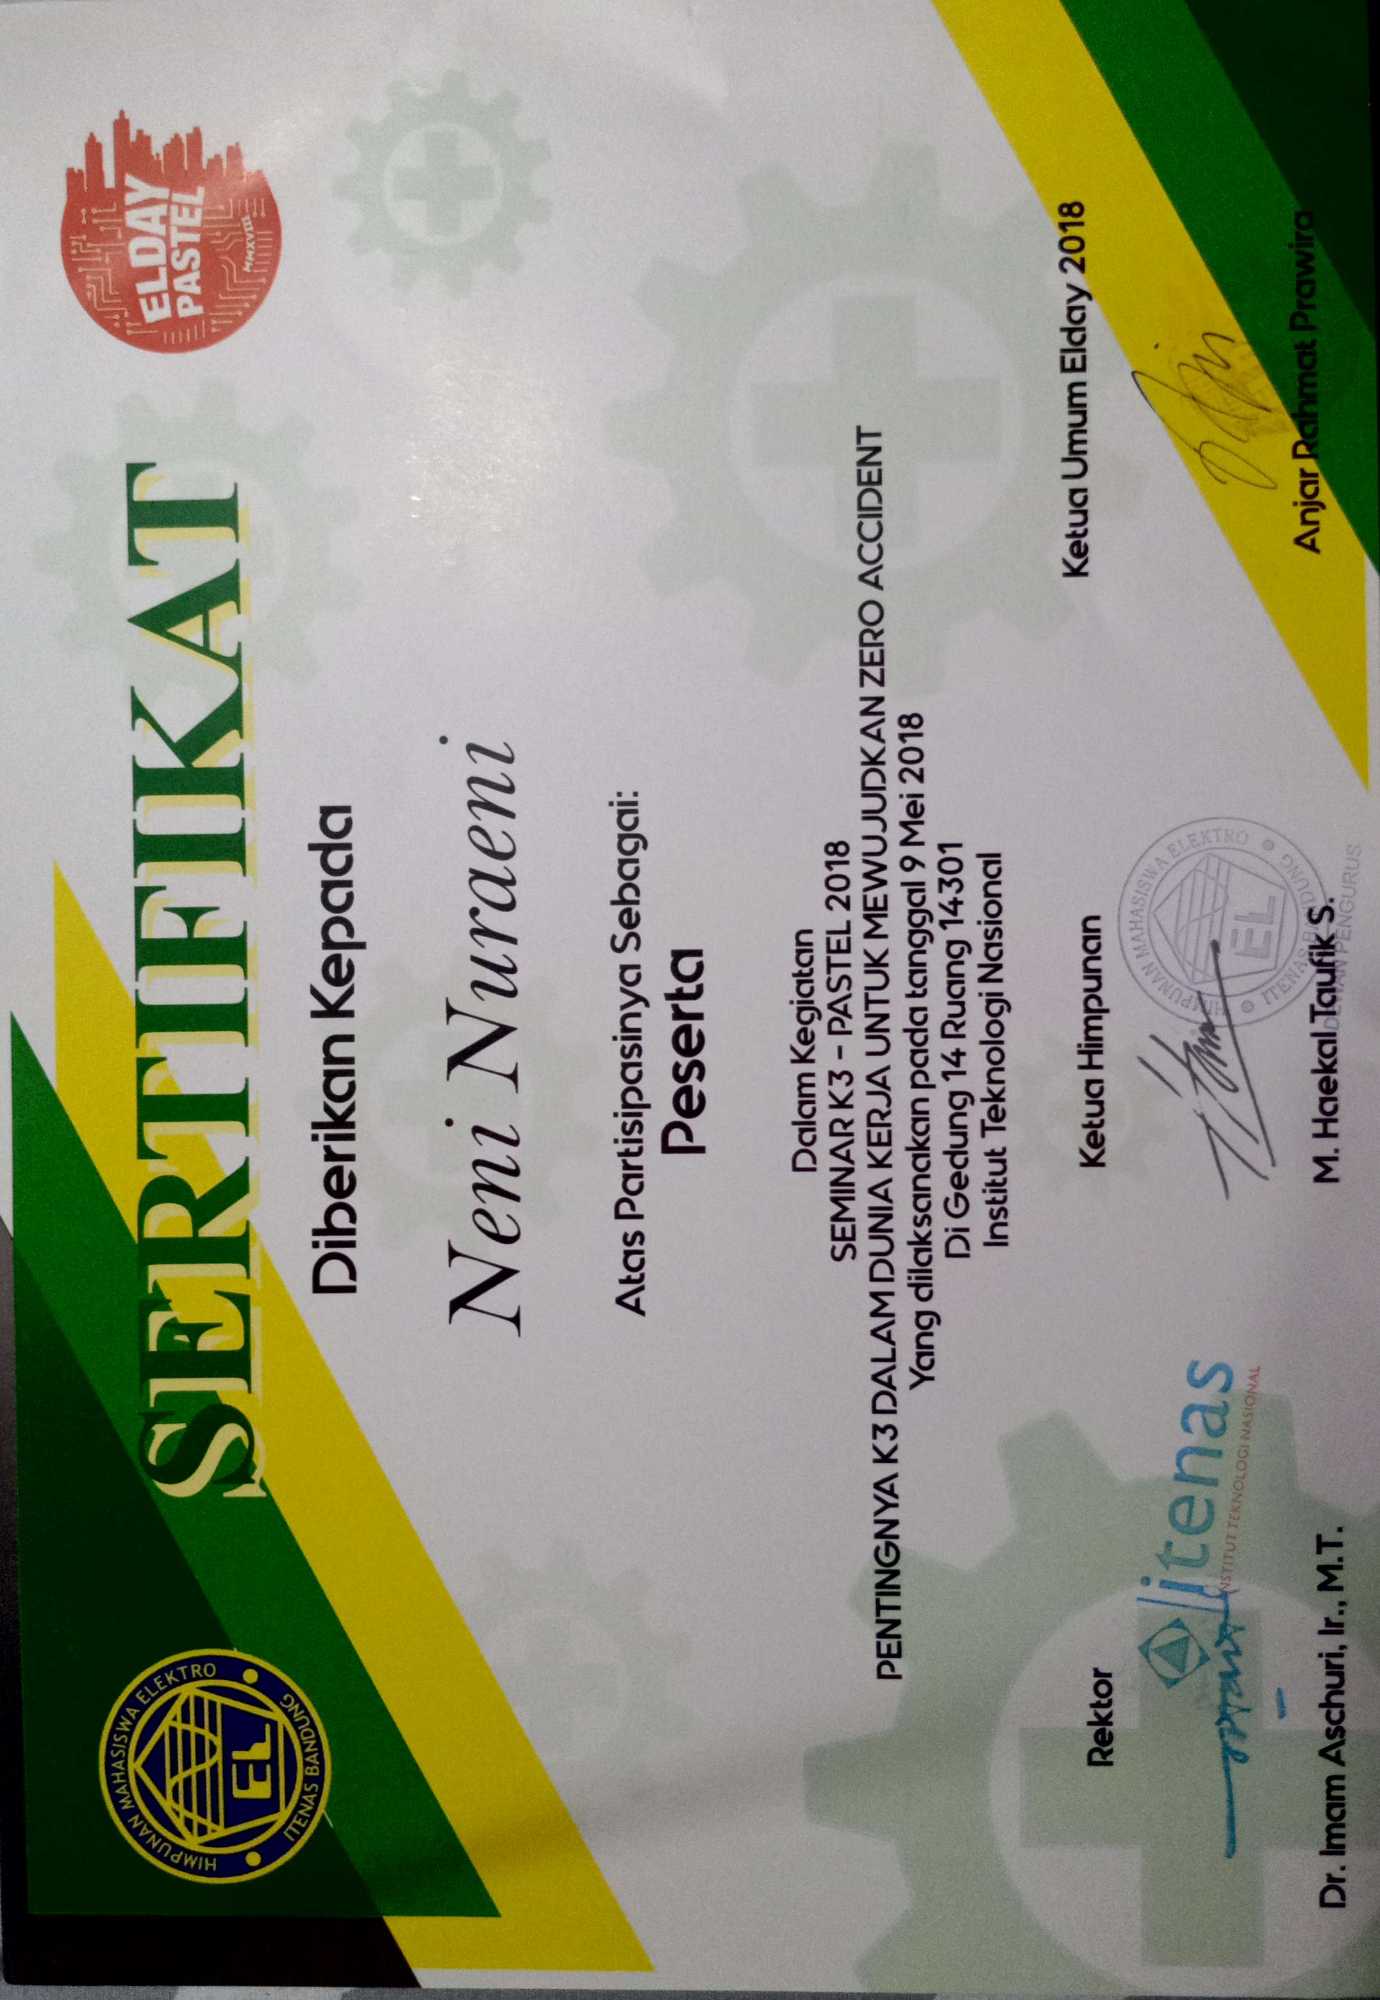 HIMPUNAN MAHASISWA ELEKTRO
EL
ITENAS BANDUNG
ELDAY
PASTEL
MMXVIII
SERTIFIKAT
Diberikan Kepada
Neni Nuraeni
Atas Partisipasinya Sebagai:
Peserta
Dalam Kegiatan
SEMINAR K3 - PASTEL 2018
PENTINGNYA K3 DALAM DUNIA KERJA UNTUK MEWUJUDKAN ZERO ACCIDENT
Yang dilaksanakan pada tanggal 9 Mei 2018
Di Gedung 14 Ruang 14301
Institut Teknologi Nasional
Rektor
itenas
INSTITUT TEKNOLOGI NASIONAL
Dr. Imam Aschuri, Ir., M.T.
Ketua Himpunan
HIMPUNAN MAHASISWA ELEKTRO
EL
ITENAS BANDUNG
M. Haekal Taufik S.
DEWAN PENGURUS
Ketua Umum Elday 2018
Anjar Rahmat Prawira